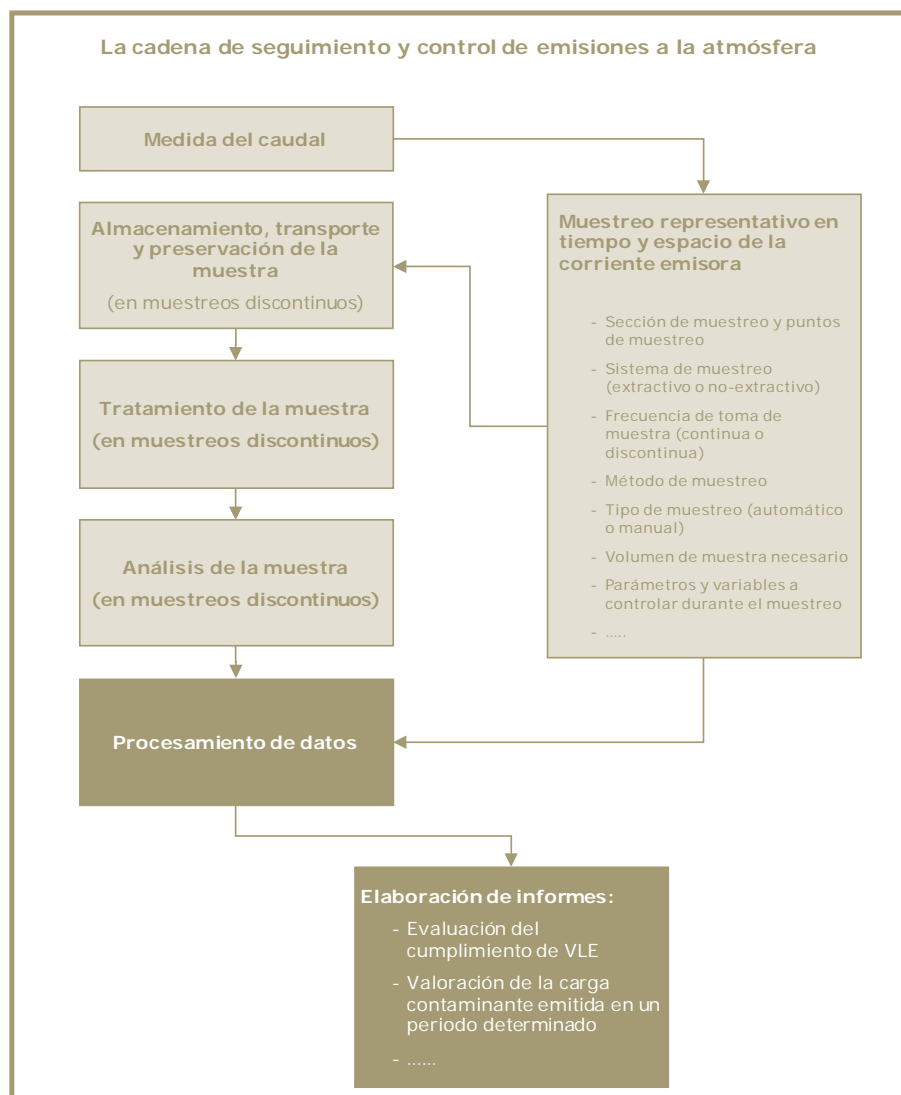 La cadena de seguimiento y control de emisiones a la atmósfera
Medida del caudal
Almacenamiento, transporte
y preservación de la
muestra
(en muestreos discontinuos)
Tratamiento de la muestra
(en muestreos discontinuos)
Análisis de la muestra
(en muestreos discontinuos)
Procesamiento de datos
Muestreo representativo en
tiempo y espacio de la
corriente emisora
- Sección de muestreo y puntos
de muestreo
- Sistema de muestreo
(extractivo o no-extractivo)
- Frecuencia de toma de
muestra (continua o
discontinua)
- Método de muestreo
- Tipo de muestreo (automático
o manual)
- Volumen de muestra necesario
- Parámetros y variables a
controlar durante el muestreo
- .....
Elaboración de informes:
- Evaluación del
cumplimiento de VLE
- Valoración de la carga
contaminante emitida en un
periodo determinado
- ......